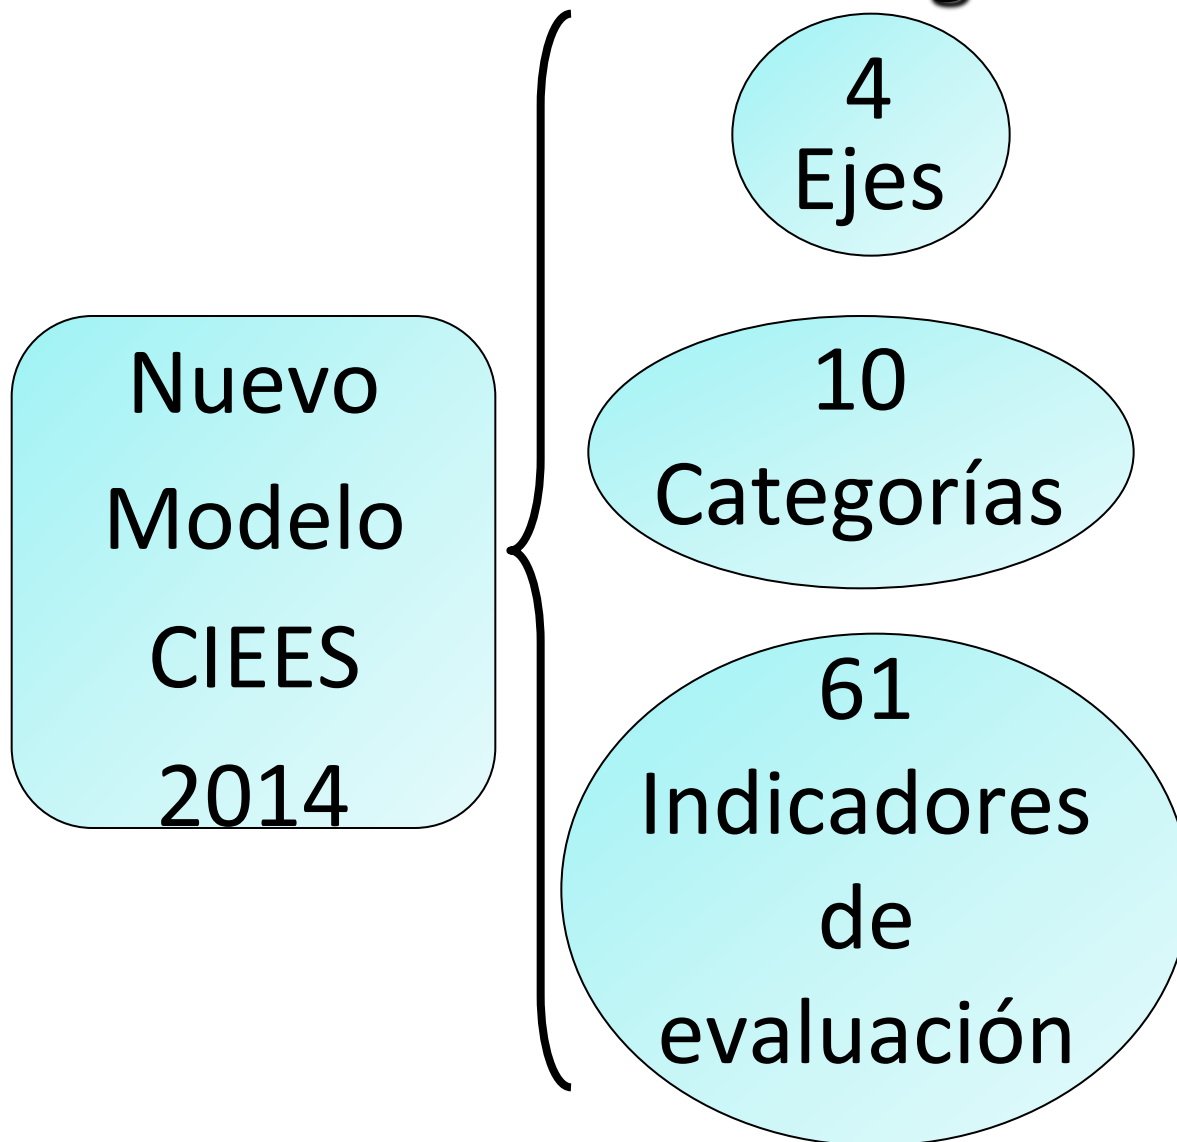 Nuevo
Modelo
CIEES
2014
4
Ejes
10
Categorías
61
Indicadores
de
evaluación